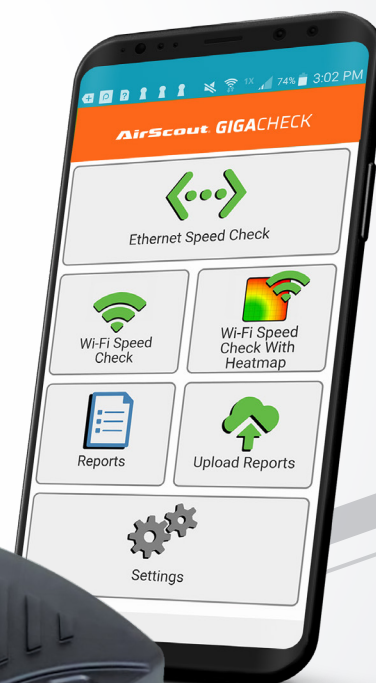 1X 74% 3:02 PM
AirScout GIGACHECK
Ethernet Speed Check
Wi-Fi Speed
Check
Wi-Fi Speed
Check With
Heatmap
Reports
Upload Reports
Settings